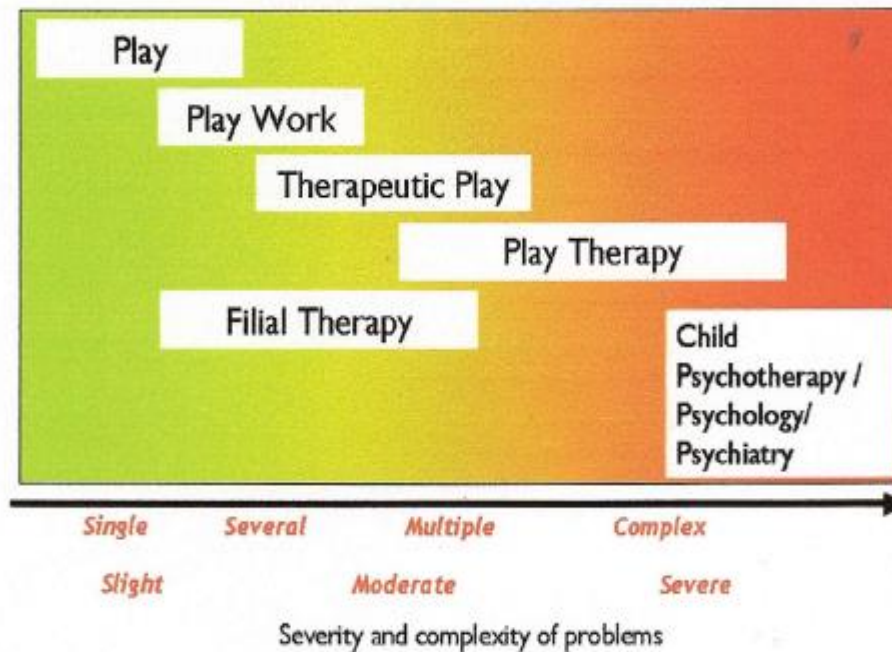 Play
Play Work
Therapeutic Play
Play Therapy
Filial Therapy
Child
Psychotherapy /
Psychology/
Psychiatry
Single Several Multiple Complex
Slight Moderate Severe
Severity and complexity of problems